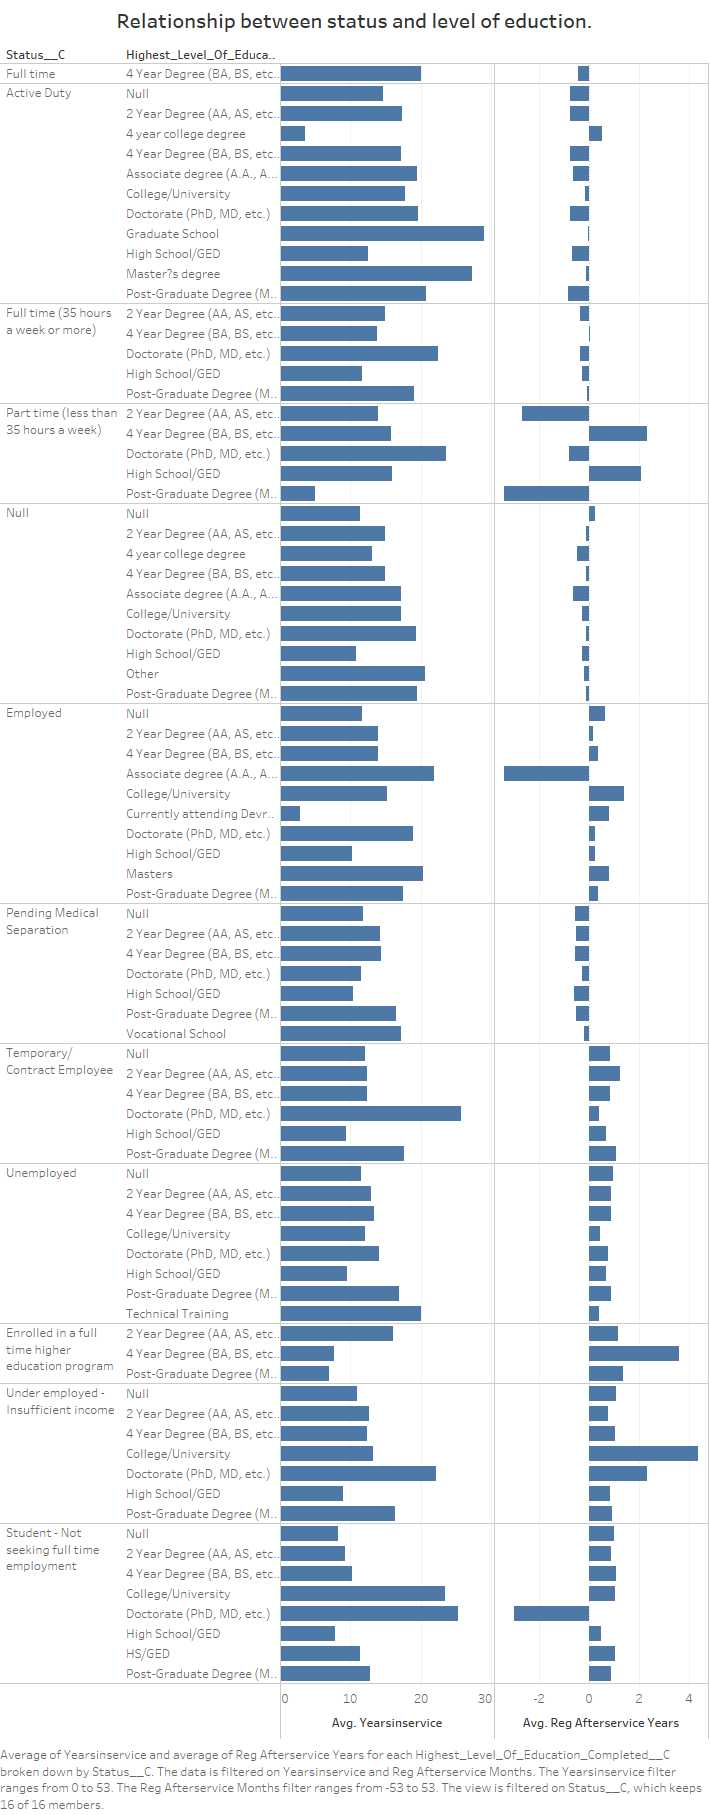 Relationship between status and level of eduction.
Status__C Highest_Level_Of_Educa..
Full time 4 Year Degree (BA, BS, etc..
Active Duty Null
2 Year Degree (AA, AS, etc..
4 year college degree
4 Year Degree (BA, BS, etc..
Associate degree (A.A., A...
College/University
Doctorate (PhD, MD, etc.)
Graduate School
High School/GED
Master?s degree
Post-Graduate Degree (M..
Full time (35 hours 2 Year Degree (AA, AS, etc..
a week or more) 4 Year Degree (BA, BS, etc..
Doctorate (PhD, MD, etc.)
High School/GED
Post-Graduate Degree (M..
Part time (less than 2 Year Degree (AA, AS, etc..
35 hours a week) 4 Year Degree (BA, BS, etc..
Doctorate (PhD, MD, etc.)
High School/GED
Post-Graduate Degree (M..
Null Null
2 Year Degree (AA, AS, etc..
4 year college degree
4 Year Degree (BA, BS, etc..
Associate degree (A.A., A...
College/University
Doctorate (PhD, MD, etc.)
High School/GED
Other
Post-Graduate Degree (M..
Employed Null
2 Year Degree (AA, AS, etc..
4 Year Degree (BA, BS, etc..
Associate degree (A.A., A...
College/University
Currently attending Devr..
Doctorate (PhD, MD, etc.)
High School/GED
Masters
Post-Graduate Degree (M..
Pending Medical Null
Separation 2 Year Degree (AA, AS, etc..
4 Year Degree (BA, BS, etc..
Doctorate (PhD, MD, etc.)
High School/GED
Post-Graduate Degree (M..
Vocational School
Temporary/ Null
Contract Employee 2 Year Degree (AA, AS, etc..
4 Year Degree (BA, BS, etc..
Doctorate (PhD, MD, etc.)
High School/GED
Post-Graduate Degree (M..
Unemployed Null
2 Year Degree (AA, AS, etc..
4 Year Degree (BA, BS, etc..
College/University
Doctorate (PhD, MD, etc.)
High School/GED
Post-Graduate Degree (M..
Technical Training
Enrolled in a full 2 Year Degree (AA, AS, etc..
time higher 4 Year Degree (BA, BS, etc..
education program Post-Graduate Degree (M..
Under employed - Null
Insufficient income 2 Year Degree (AA, AS, etc..
4 Year Degree (BA, BS, etc..
College/University
Doctorate (PhD, MD, etc.)
High School/GED
Post-Graduate Degree (M..
Student - Not Null
seeking full time 2 Year Degree (AA, AS, etc..
employment 4 Year Degree (BA, BS, etc..
College/University
Doctorate (PhD, MD, etc.)
High School/GED
HS/GED
Post-Graduate Degree (M..
0 10 20 30 -2 0 2 4
Avg. Yearsinservice Avg. Reg Afterservice Years
Average of Yearsinservice and average of Reg Afterservice Years for each Highest_Level_Of_Education_Completed__C
broken down by Status__C. The data is filtered on Yearsinservice and Reg Afterservice Months. The Yearsinservice filter
ranges from 0 to 53. The Reg Afterservice Months filter ranges from -53 to 53. The view is filtered on Status__C, which keeps
16 of 16 members.